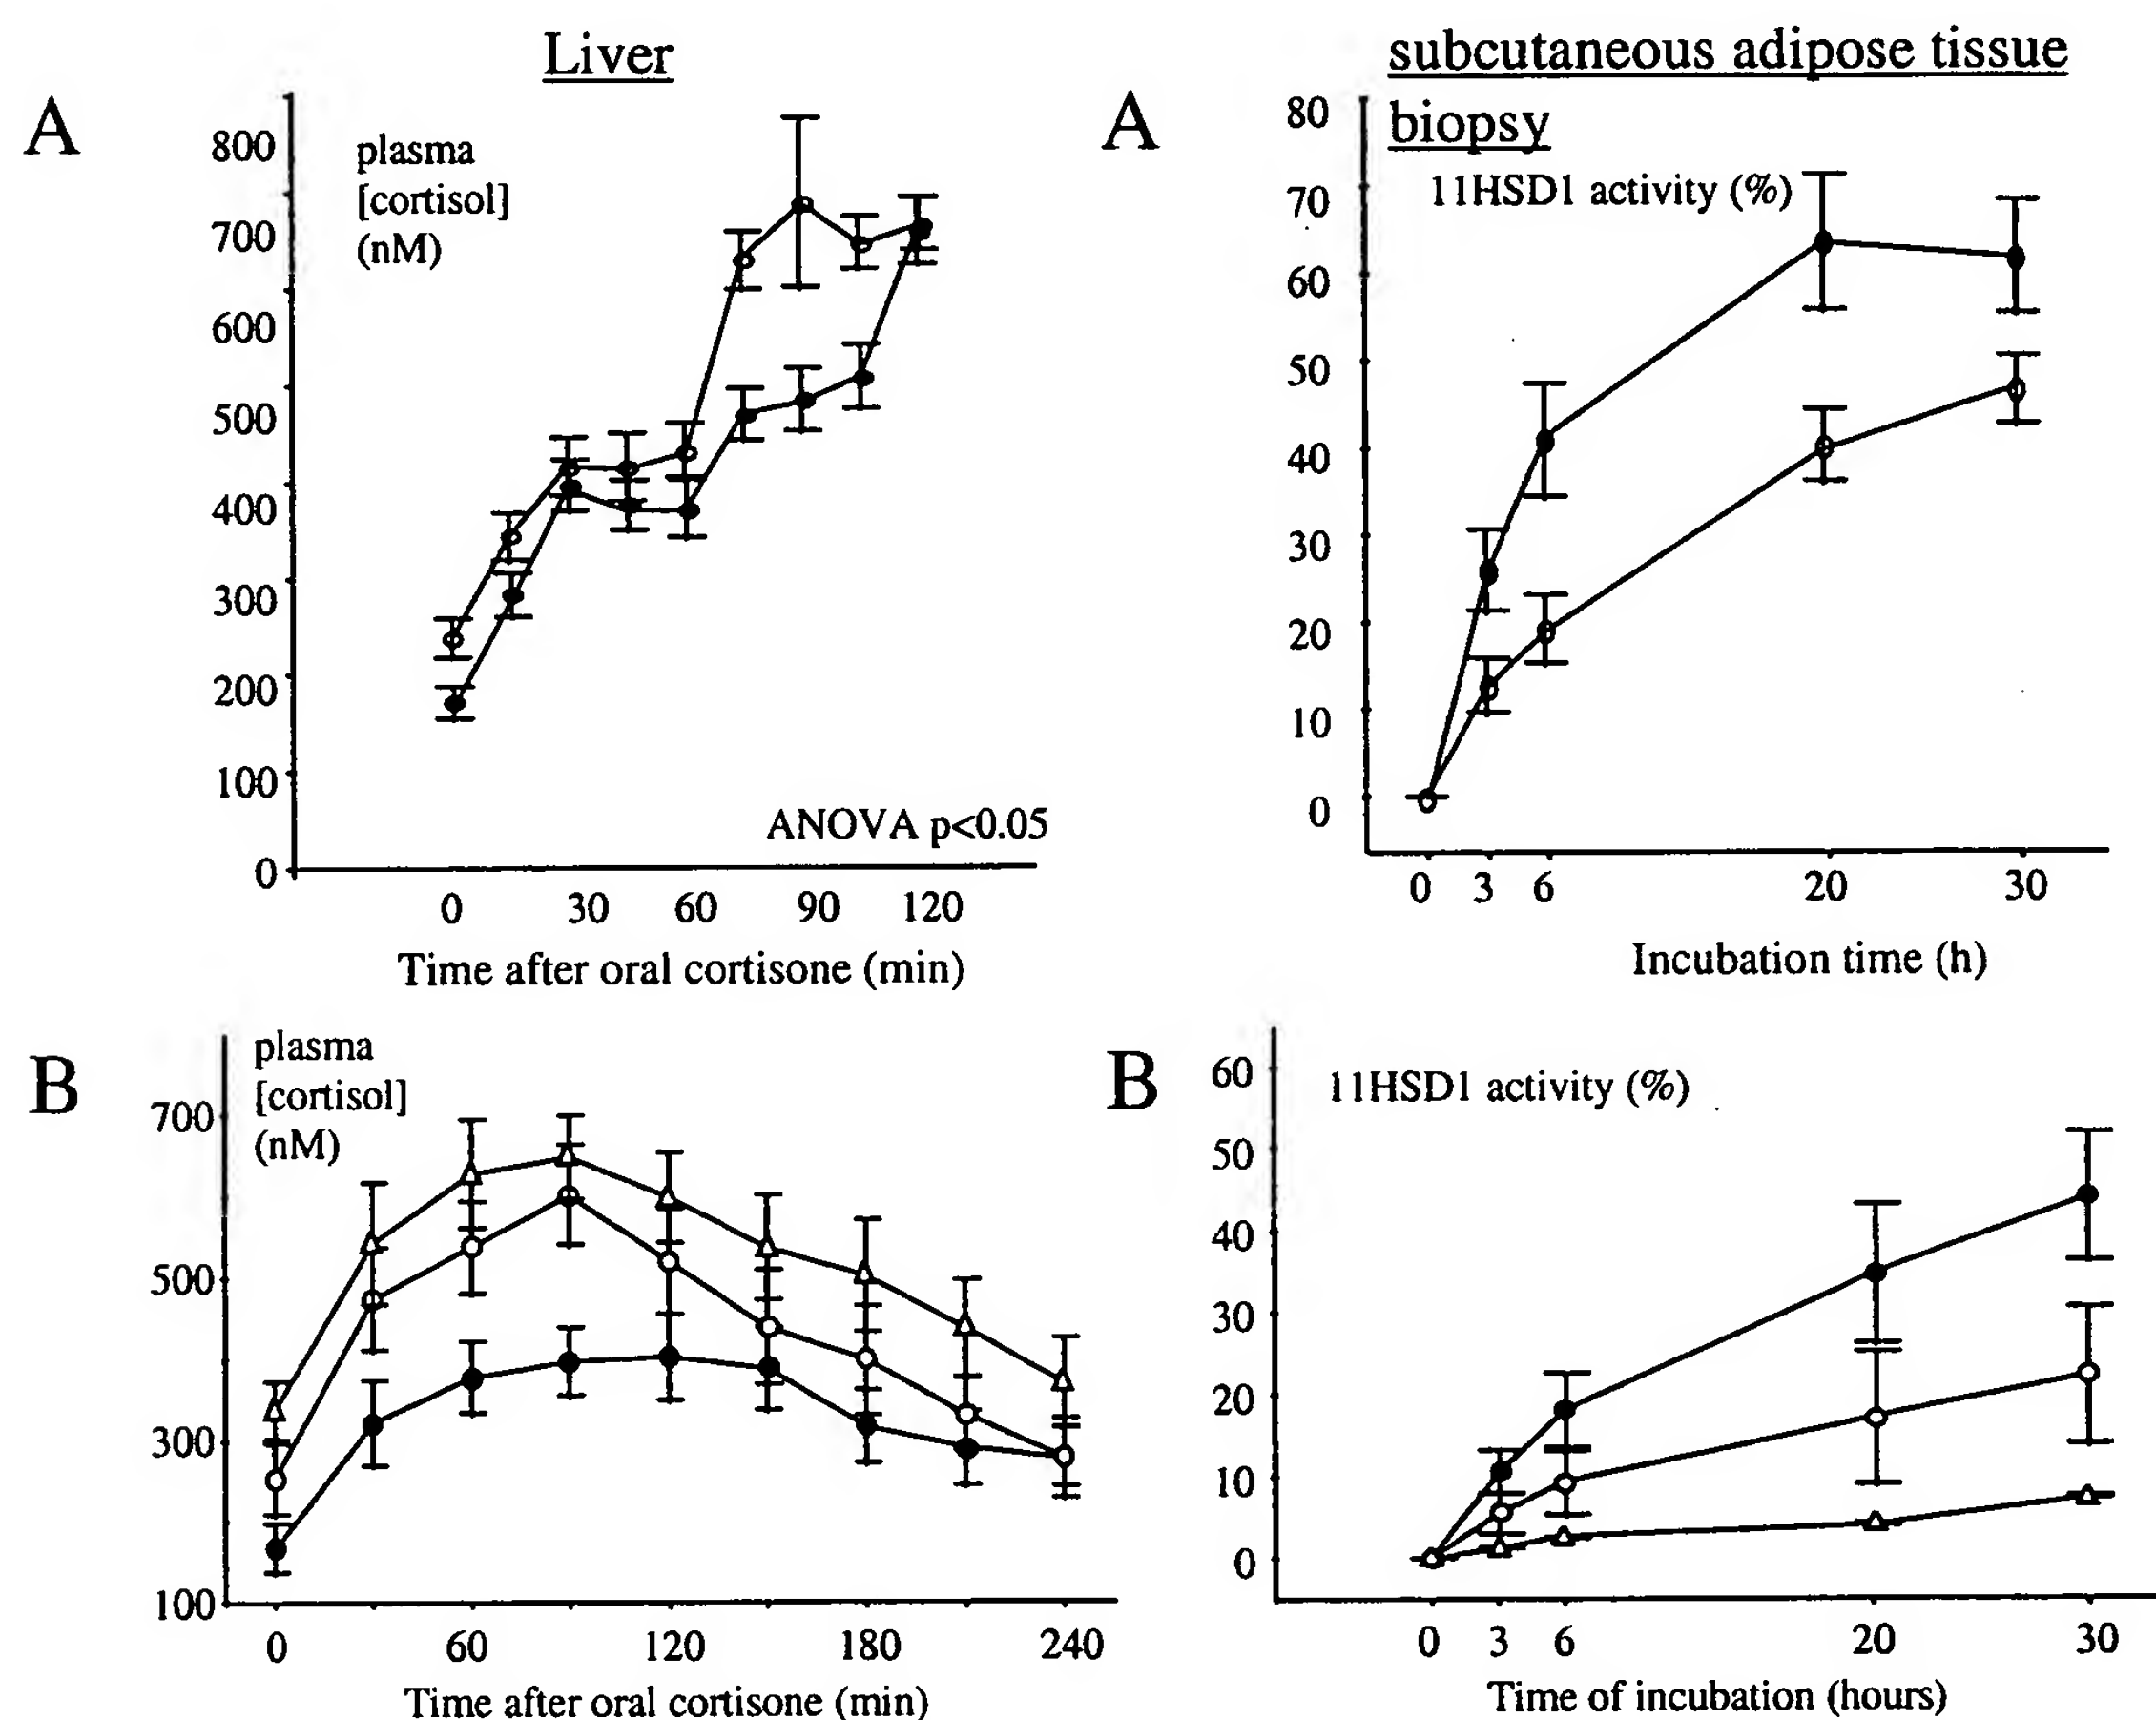 Liver
A
800
700
600
500
400
300
200
100
0
plasma
[cortisol]
(nM)
ANOVA p<0.05
0 30 60 90 120
Time after oral cortisone (min)
subcutaneous adipose tissue
biopsy
A
80
70
60
50
40
30
20
10
0
11HSD1 activity (%)
0 3 6 20 30
Incubation time (h)
B
700
500
300
100
plasma
[cortisol]
(nM)
0 60 120 180 240
Time after oral cortisone (min)
B
60
50
40
30
20
10
0
11HSD1 activity (%)
0 3 6 20 30
Time of incubation (hours)